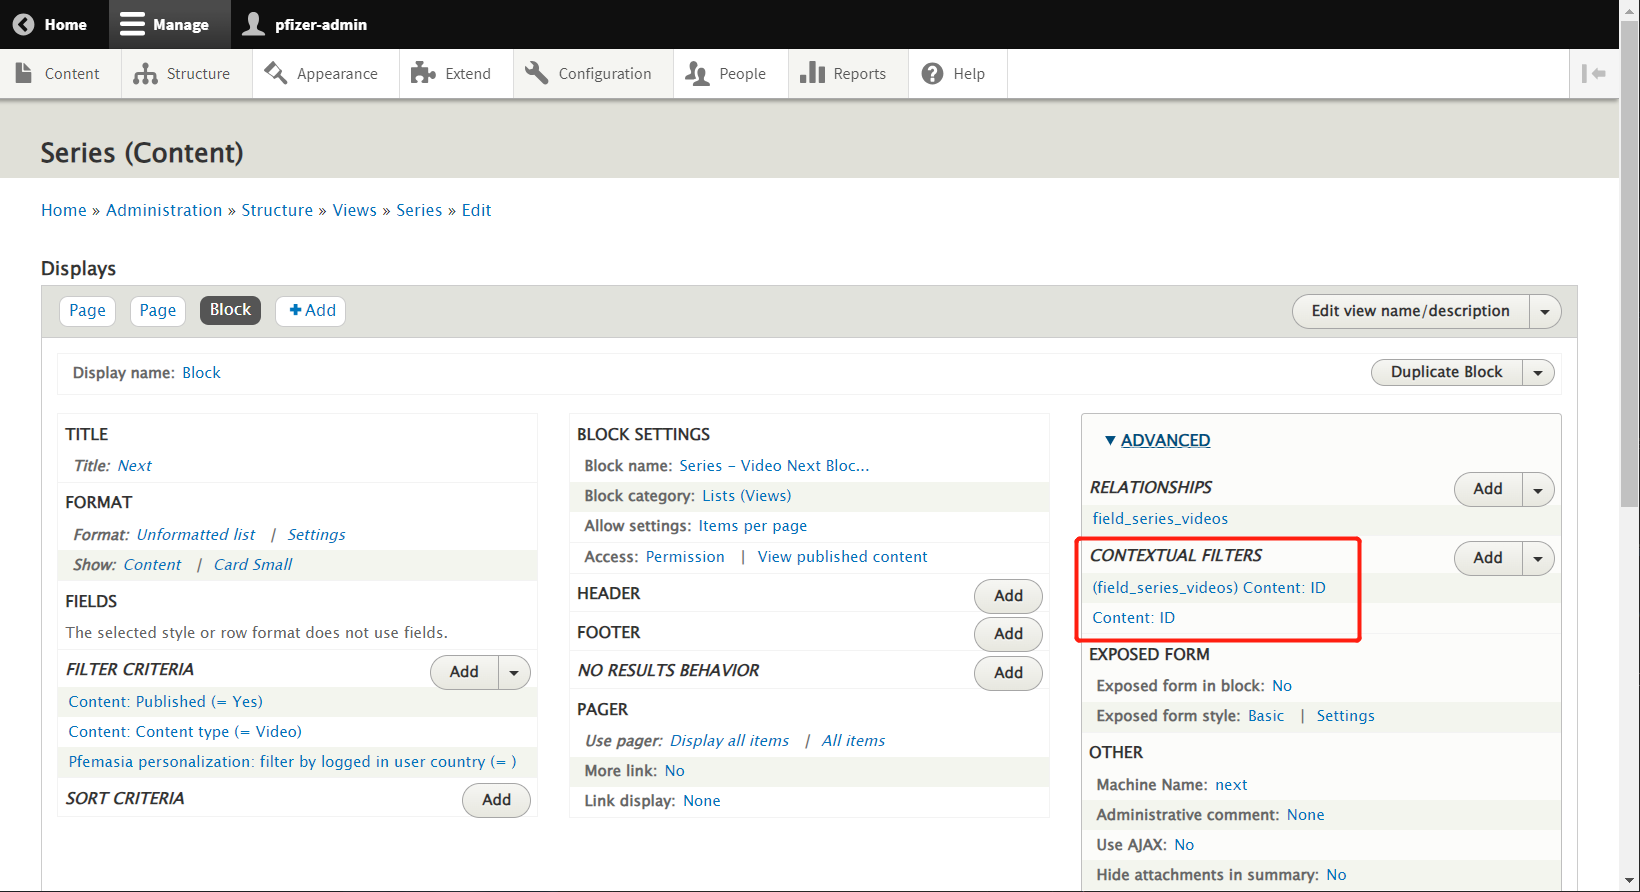 Home Manage pfizer-admin
Content Structure Appearance Extend Configuration People Reports Help
Series (Content)
Home » Administration » Structure » Views » Series » Edit
Displays
Page Page Block +Add Edit view name/description
Display name: Block Duplicate Block
TITLE
Title: Next
FORMAT
Format: Unformatted list | Settings
Show: Content | Card Small
FIELDS
The selected style or row format does not use fields.
FILTER CRITERIA Add
Content: Published (= Yes)
Content: Content type (= Video)
Pfemasia personalization: filter by logged in user country (= )
SORT CRITERIA Add
BLOCK SETTINGS
Block name: Series – Video Next Bloc...
Block category: Lists (Views)
Allow settings: Items per page
Access: Permission | View published content
HEADER Add
FOOTER Add
NO RESULTS BEHAVIOR Add
PAGER
Use pager: Display all items | All items
More link: No
Link display: None
ADVANCED
RELATIONSHIPS Add
field_series_videos
CONTEXTUAL FILTERS Add
(field_series_videos) Content: ID
Content: ID
EXPOSED FORM
Exposed form in block: No
Exposed form style: Basic | Settings
OTHER
Machine Name: next
Administrative comment: None
Use AJAX: No
Hide attachments in summary: No